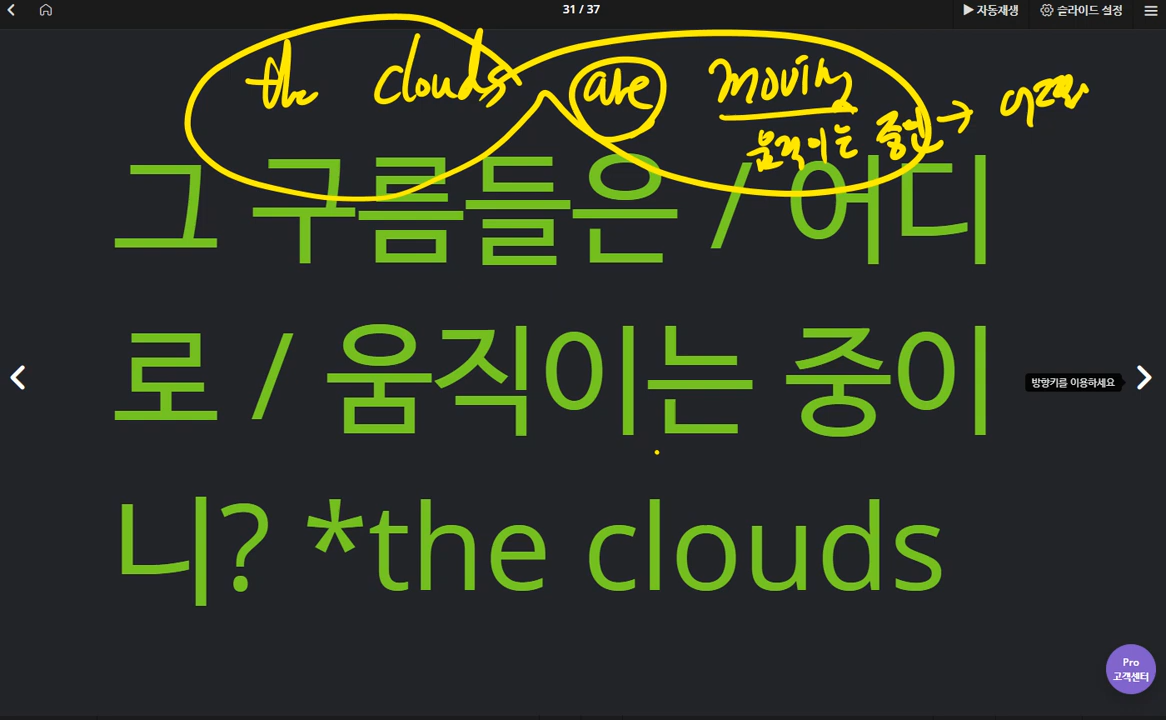 31 / 37
자동재생
슬라이드 설정
the clouds are moving
움직이는 중인 →
그 구름들은 / 어디
로 / 움직이는 중이
방향키를 이용하세요
니? *the clouds
Pro
고객센터